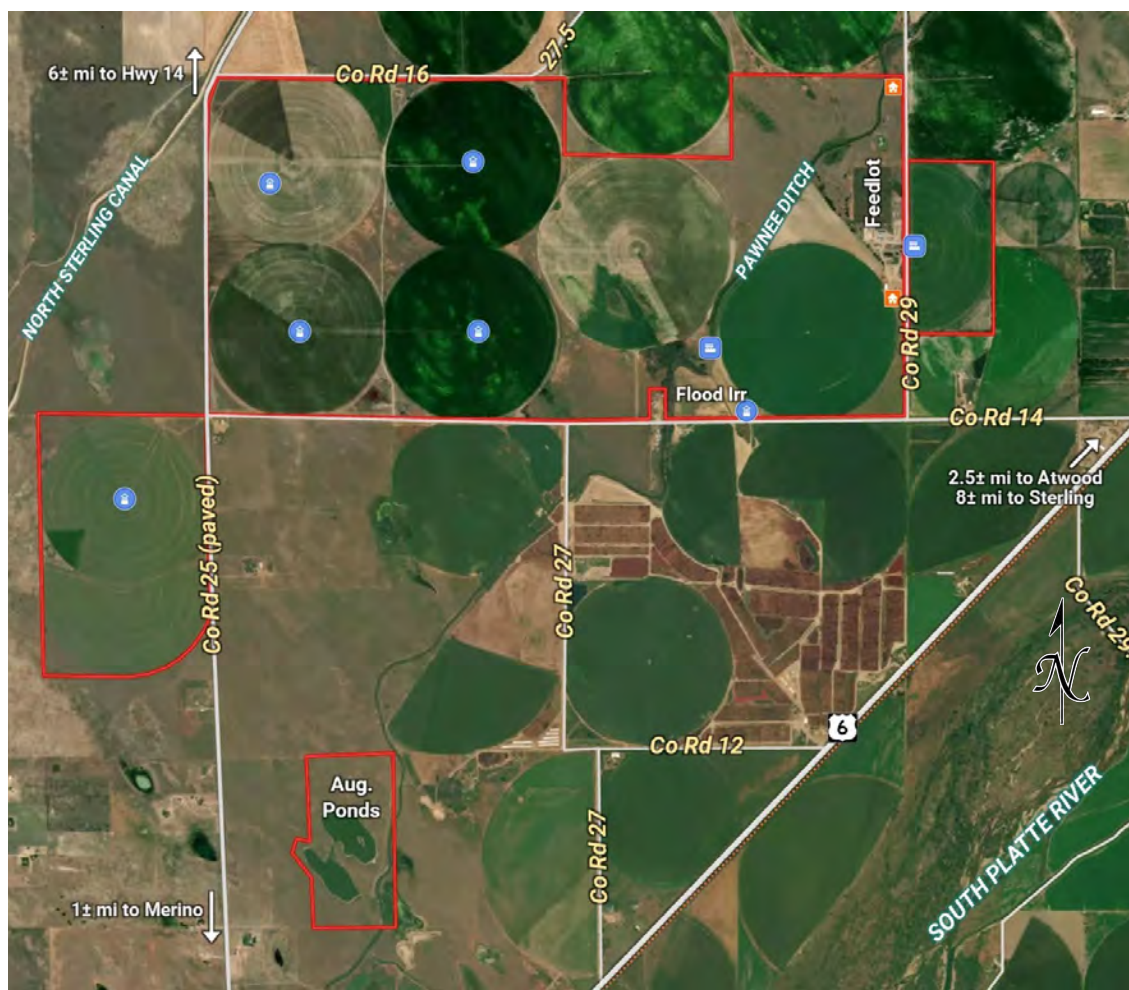 27.5
6± mi to Hwy 14
Co Rd 16
NORTH STERLING CANAL
PAWNEE DITCH
Feedlot
Co Rd 29
Flood Irr
Co Rd 14
2.5± mi to Atwood
8± mi to Sterling
Co Rd 25 (paved)
Co Rd 27
Co Rd 29.
N
6
Co Rd 12
Aug.
Ponds
Co Rd 27
SOUTH PLATTE RIVER
1± mi to Merino